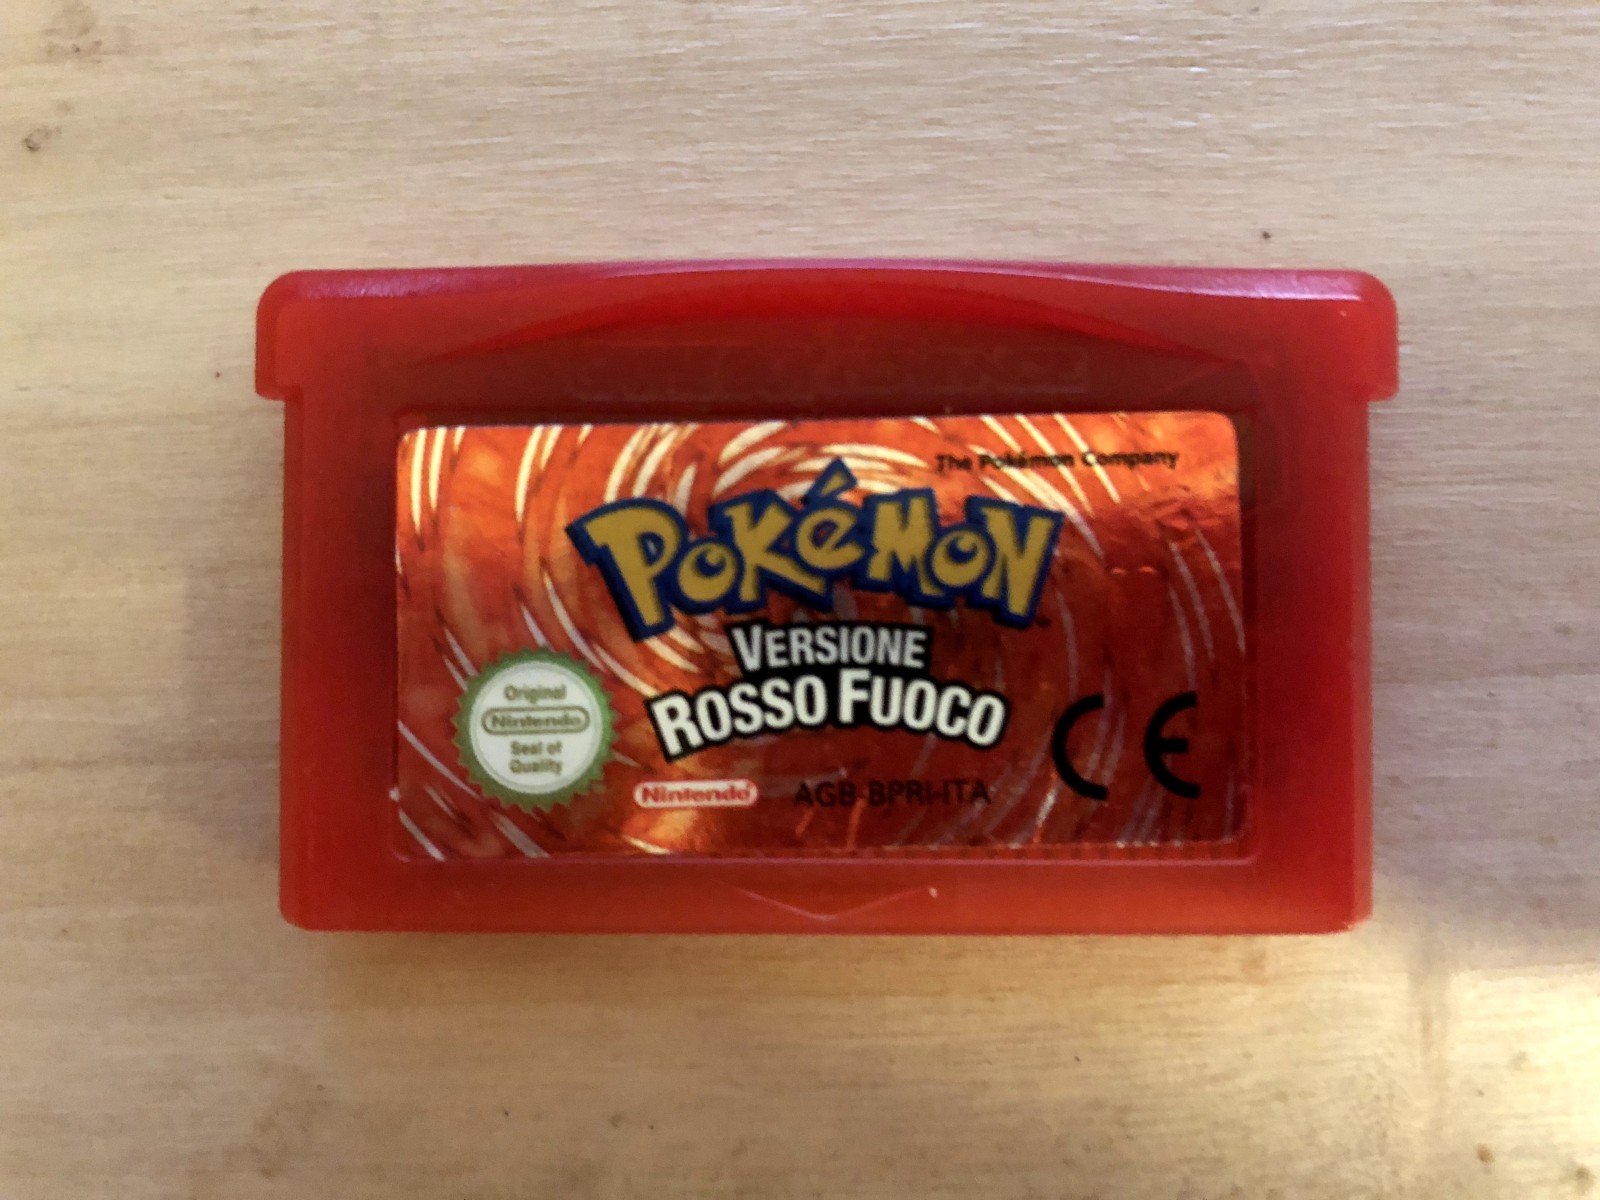 The Pokémon Company
POKéMON
VERSIONE
ROSSO FUOCO
Original
Nintendo
Seal of
Quality
Nintendo
AGB-BPRI-ITA
CE